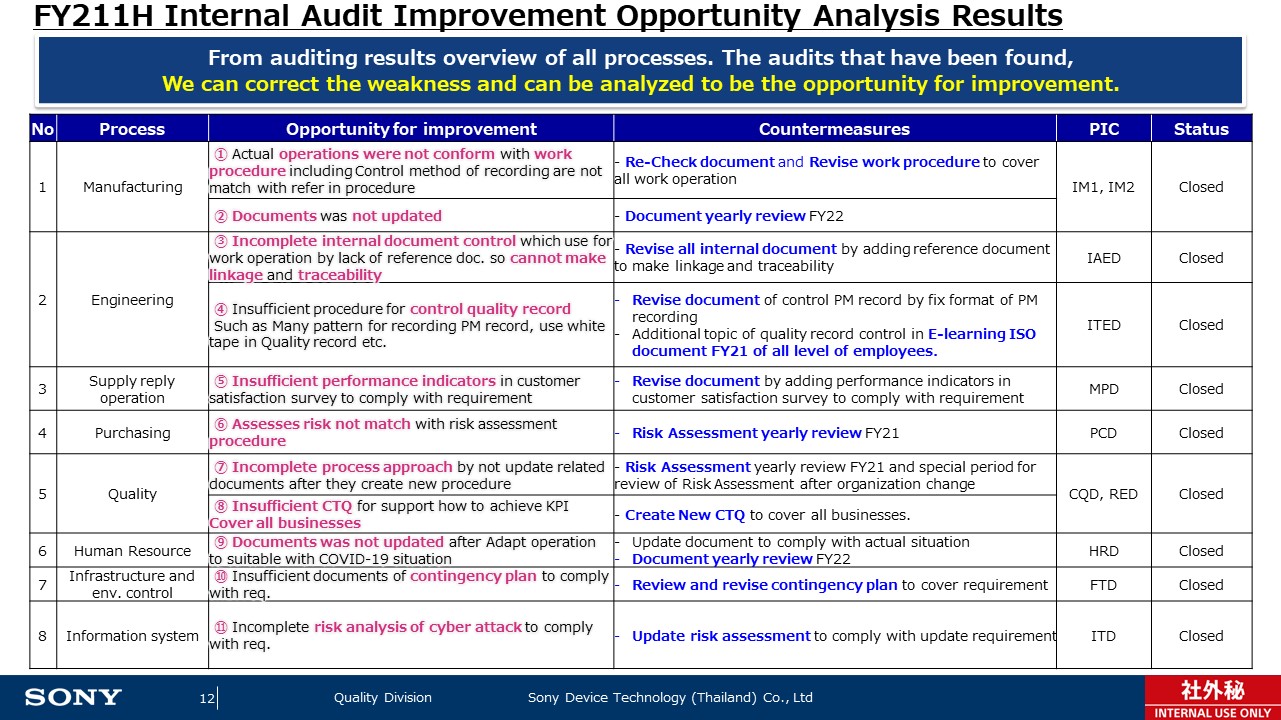 FY211H Internal Audit Improvement Opportunity Analysis Results
From auditing results overview of all processes. The audits that have been found,
We can correct the weakness and can be analyzed to be the opportunity for improvement.
No Process Opportunity for improvement Countermeasures PIC Status
1 Manufacturing
① Actual operations were not conform with work
procedure including Control method of recording are not
match with refer in procedure
- Re-Check document and Revise work procedure to cover
all work operation
IM1, IM2 Closed
② Documents was not updated
- Document yearly review FY22
2 Engineering
③ Incomplete internal document control which use for
work operation by lack of reference doc. so cannot make
linkage and traceability
- Revise all internal document by adding reference document
to make linkage and traceability
IAED Closed
④ Insufficient procedure for control quality record
Such as Many pattern for recording PM record, use white
tape in Quality record etc.
- Revise document of control PM record by fix format of PM
recording
- Additional topic of quality record control in E-learning ISO
document FY21 of all level of employees.
ITED Closed
3 Supply reply
operation
⑤ Insufficient performance indicators in customer
satisfaction survey to comply with requirement
- Revise document by adding performance indicators in
customer satisfaction survey to comply with requirement
MPD Closed
4 Purchasing
⑥ Assesses risk not match with risk assessment
procedure
- Risk Assessment yearly review FY21
PCD Closed
5 Quality
⑦ Incomplete process approach by not update related
documents after they create new procedure
- Risk Assessment yearly review FY21 and special period for
review of Risk Assessment after organization change
CQD, RED Closed
⑧ Insufficient CTQ for support how to achieve KPI
Cover all businesses
- Create New CTQ to cover all businesses.
6 Human Resource
⑨ Documents was not updated after Adapt operation
to suitable with COVID-19 situation
- Update document to comply with actual situation
- Document yearly review FY22
HRD Closed
7 Infrastructure and
env. control
⑩ Insufficient documents of contingency plan to comply
with req.
- Review and revise contingency plan to cover requirement
FTD Closed
8 Information system
⑪ Incomplete risk analysis of cyber attack to comply
with req.
- Update risk assessment to comply with update requirement
ITD Closed
SONY 12 Quality Division Sony Device Technology (Thailand) Co., Ltd
社外秘
INTERNAL USE ONLY